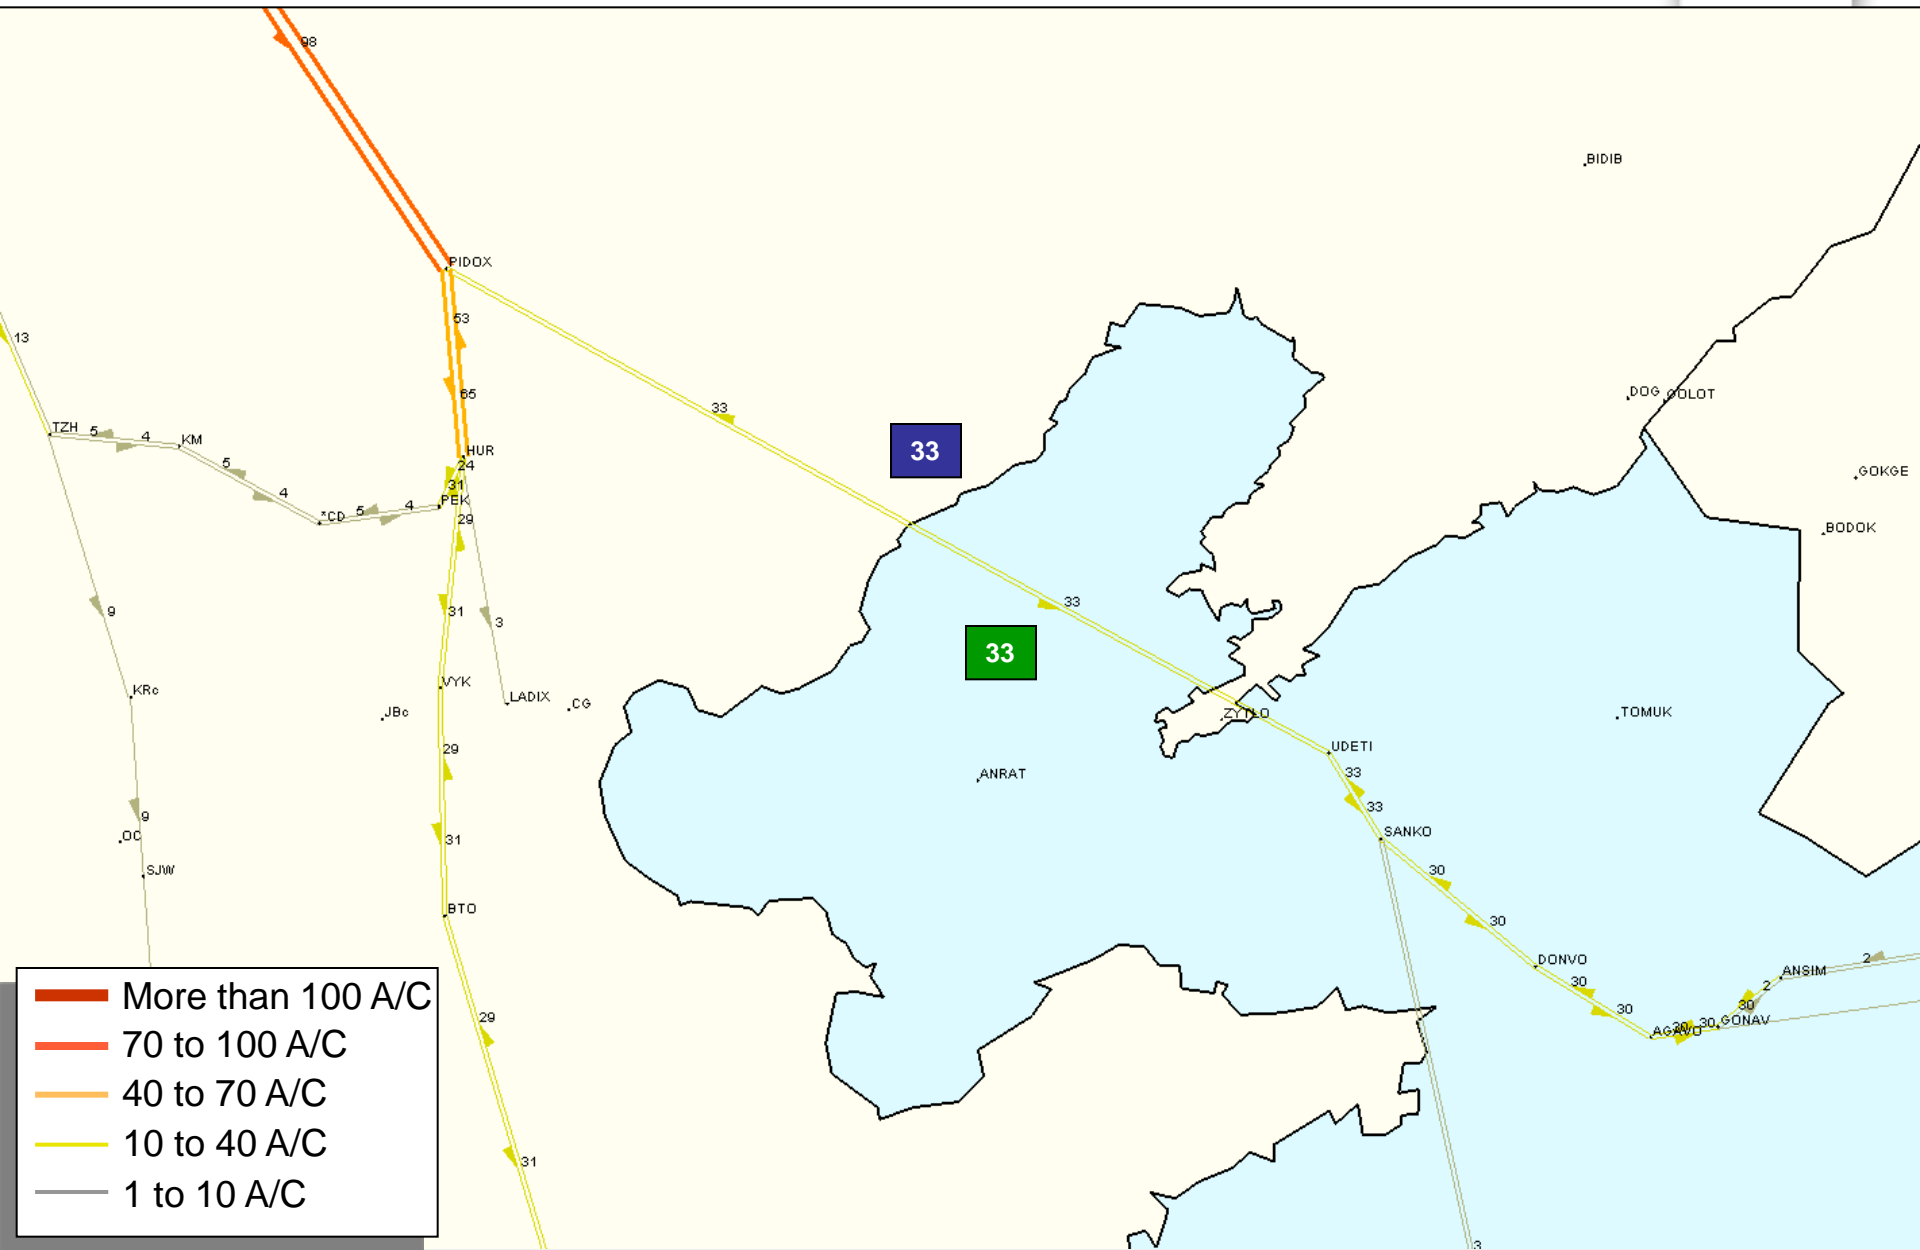 98
BIDIB
PIDOX
53
13
65
DOG GOLOT
33
TZH 5 4 KM
33
HUR
24
5
GOKGE
31
4
PEK
*CD 5 4
29
BODOK
33
9
31
3
33
VYK
KRc
LADIX
CG
JBc
ZYTLO
TOMUK
29
UDETI
33
ANRAT
33
9
31
OC
SANKO
SJW
30
BTO
30
DONVO
2
ANSIM
30
2
30
30
29
AGAVO
30
30
GONAV
31
3
More than 100 A/C
70 to 100 A/C
40 to 70 A/C
10 to 40 A/C
1 to 10 A/C